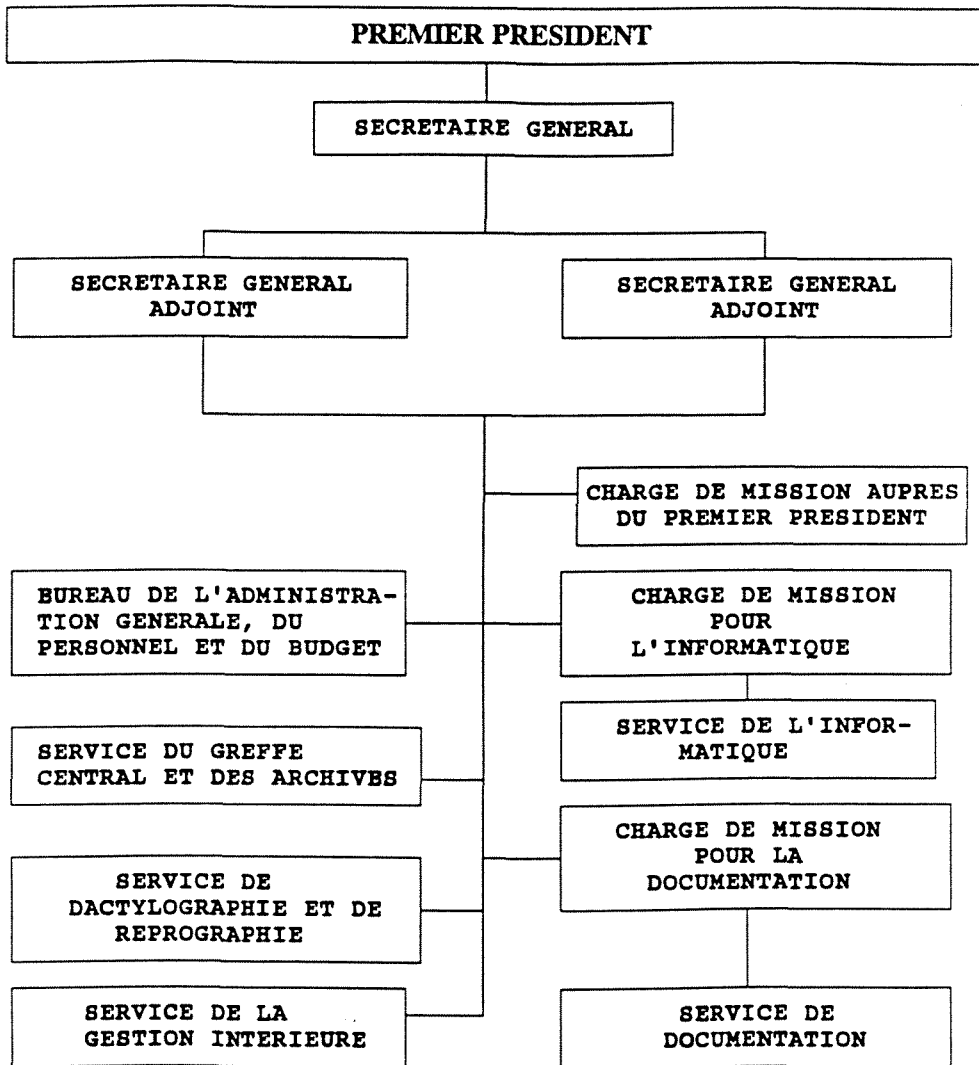 PREMIER PRESIDENT
SECRETAIRE GENERAL
SECRETAIRE GENERAL
ADJOINT
SECRETAIRE GENERAL
ADJOINT
CHARGE DE MISSION AUPRES
DU PREMIER PRESIDENT
BUREAU DE L'ADMINISTRA-
TION GENERALE, DU
PERSONNEL ET DU BUDGET
CHARGE DE MISSION
POUR
L'INFORMATIQUE
SERVICE DE L'INFOR-
MATIQUE
SERVICE DU GREFFE
CENTRAL ET DES ARCHIVES
CHARGE DE MISSION
POUR LA
DOCUMENTATION
SERVICE DE
DACTYLOGRAPHIE ET DE
REPROGRAPHIE
SERVICE DE LA
GESTION INTERIEURE
SERVICE DE
DOCUMENTATION